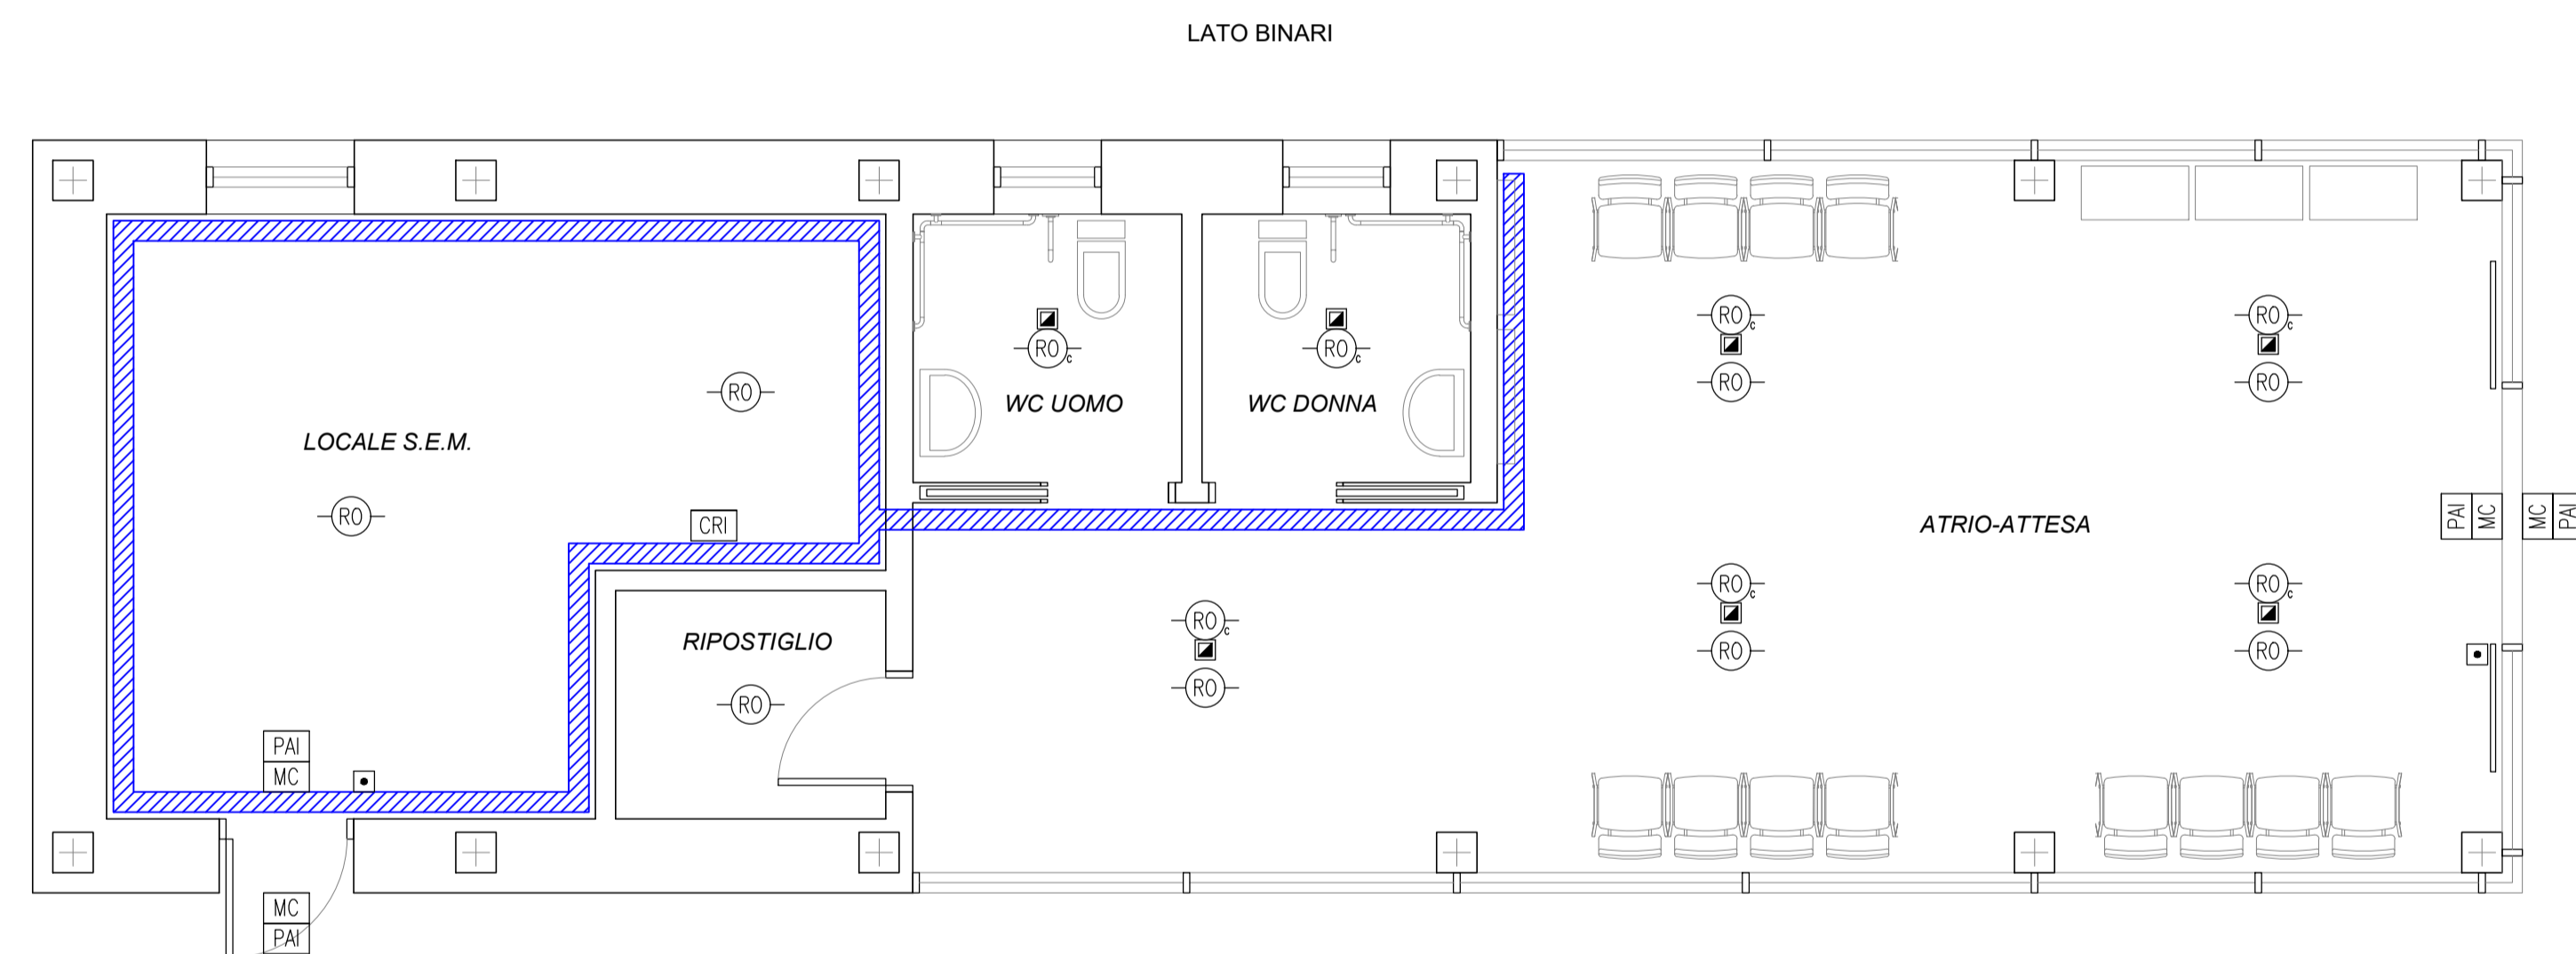 LATO BINARI
RO
c
RO
c
RO
c
RO
c
RO
RO
RO
WC UOMO
WC DONNA
LOCALE S.E.M.
RO
CRI
ATRIO-ATTESA
PAI
MC
MC
PAI
RO
c
RO
c
RO
c
RIPOSTIGLIO
RO
RO
RO
RO
PAI
MC
MC
PAI